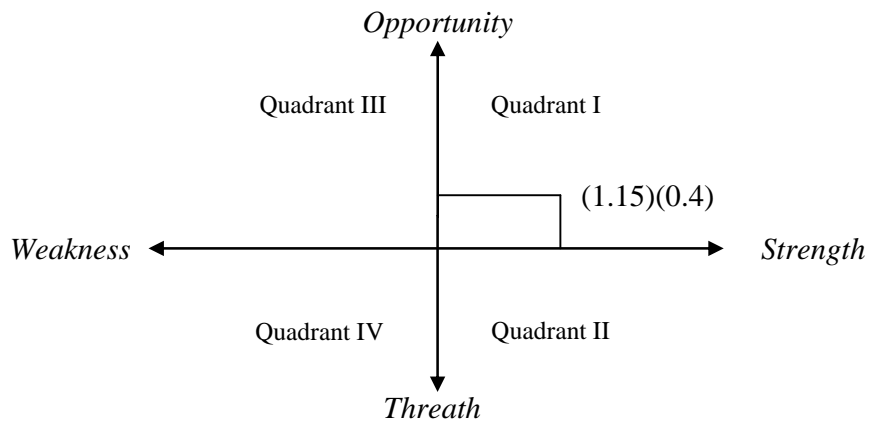 Opportunity
Quadrant III
Quadrant I
(1.15)(0.4)
Weakness
Strength
Quadrant IV
Quadrant II
Threath